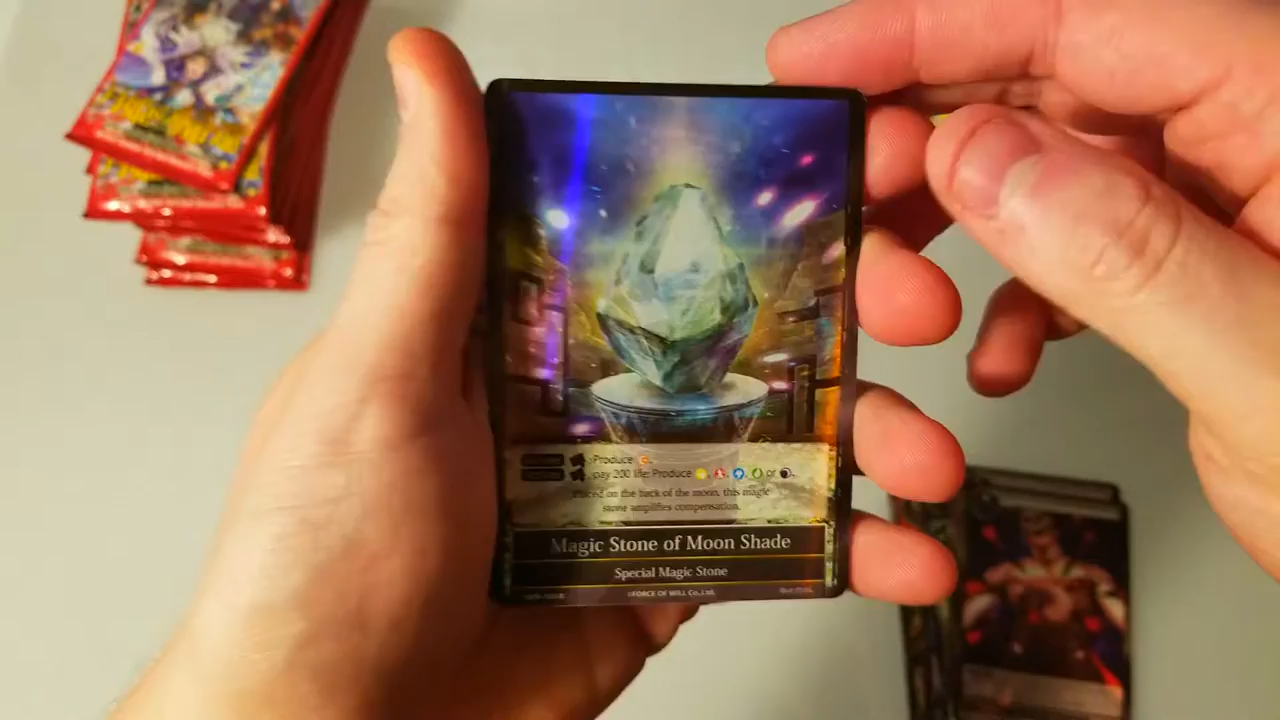 : Produce
, pay 200 life: Produce , , , or .
Placed on the back of the moon, this magic
stone amplifies compensation.
Magic Stone of Moon Shade
Special Magic Stone
©FORCE OF WILL Co.,Ltd.